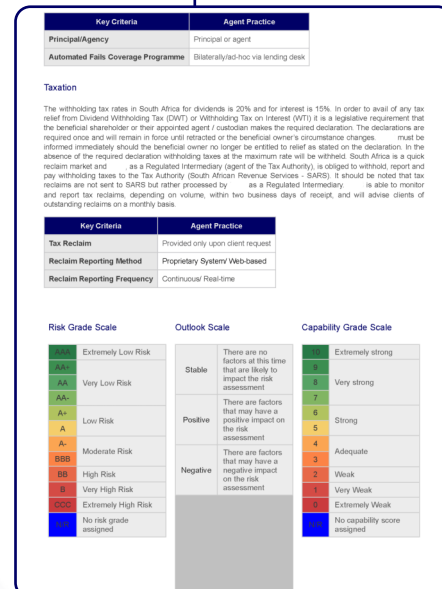 Key Criteria Agent Practice
Principal/Agency Principal or agent
Automated Fails Coverage Programme Bilaterally/ad-hoc via lending desk
Taxation
The withholding tax rates in South Africa for dividends is 20% and for interest is 15%. In order to avail of any tax
relief from Dividend Withholding Tax (DWT) or Withholding Tax on Interest (WTI) it is a legislative requirement that
the beneficial shareholder or their appointed agent / custodian makes the required declaration. The declarations are
required once and will remain in force until retracted or the beneficial owner's circumstance changes. must be
informed immediately should the beneficial owner no longer be entitled to relief as stated on the declaration. In the
absence of the required declaration withholding taxes at the maximum rate will be withheld. South Africa is a quick
reclaim market and , as a Regulated Intermediary (agent of the Tax Authority), is obliged to withhold, report and
pay withholding taxes to the Tax Authority (South African Revenue Services - SARS). It should be noted that tax
reclaims are not sent to SARS but rather processed by as a Regulated Intermediary. is able to monitor
and report tax reclaims, depending on volume, within two business days of receipt, and will advise clients of
outstanding reclaims on a monthly basis.
Key Criteria Agent Practice
Tax Reclaim Provided only upon client request
Reclaim Reporting Method Proprietary System/ Web-based
Reclaim Reporting Frequency Continuous/ Real-time
Risk Grade Scale
AAA Extremely Low Risk
AA+
AA Very Low Risk
AA-
A+
Low Risk
A
A-
Moderate Risk
BBB
BB High Risk
B Very High Risk
CCC Extremely High Risk
N/R No risk grade
assigned
Outlook Scale
Stable There are no
factors at this time
that are likely to
impact the risk
assessment
Positive There are factors
that may have a
positive impact on
the risk
assessment
Negative There are factors
that may have a
negative impact
on the risk
assessment
Capability Grade Scale
10 Extremely strong
9
8 Very strong
7
6
Strong
5
4
Adequate
3
2 Weak
1 Very Weak
0 Extremely Weak
N/R No capability score
assigned